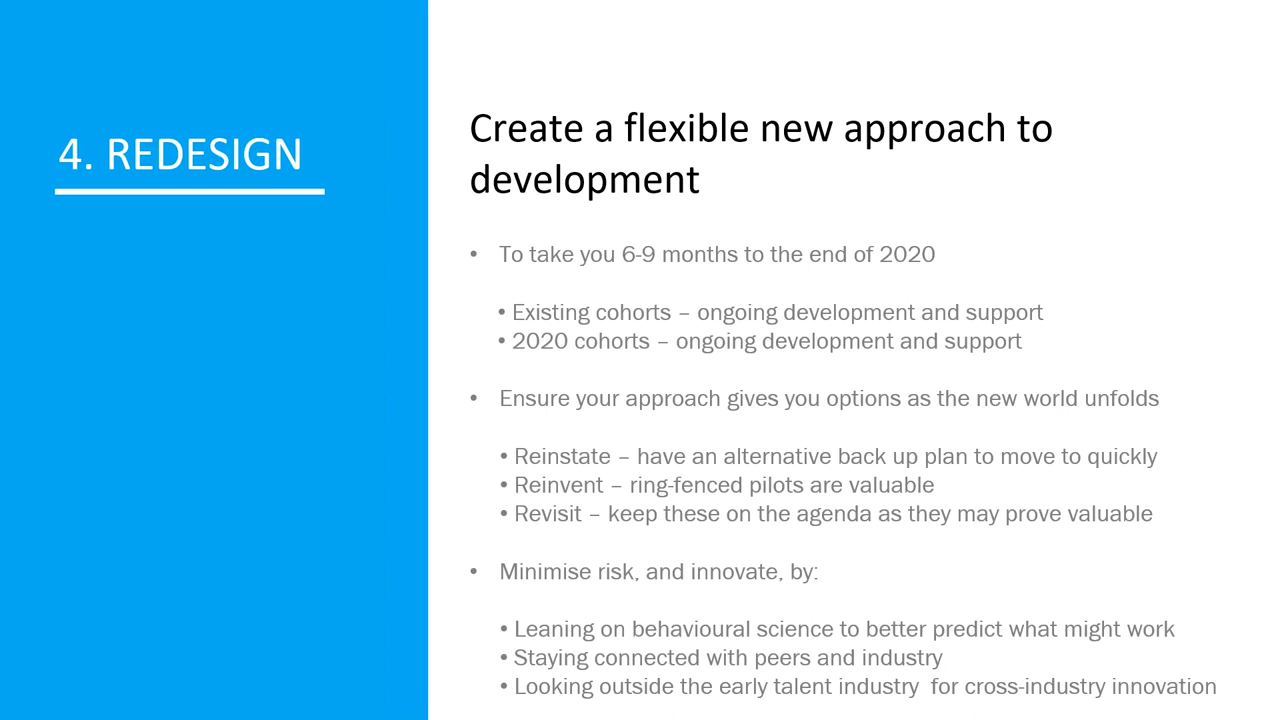 4. REDESIGN
Create a flexible new approach to
development
• To take you 6-9 months to the end of 2020
• Existing cohorts – ongoing development and support
• 2020 cohorts – ongoing development and support
• Ensure your approach gives you options as the new world unfolds
• Reinstate – have an alternative back up plan to move to quickly
• Reinvent – ring-fenced pilots are valuable
• Revisit – keep these on the agenda as they may prove valuable
• Minimise risk, and innovate, by:
• Leaning on behavioural science to better predict what might work
• Staying connected with peers and industry
• Looking outside the early talent industry  for cross-industry innovation